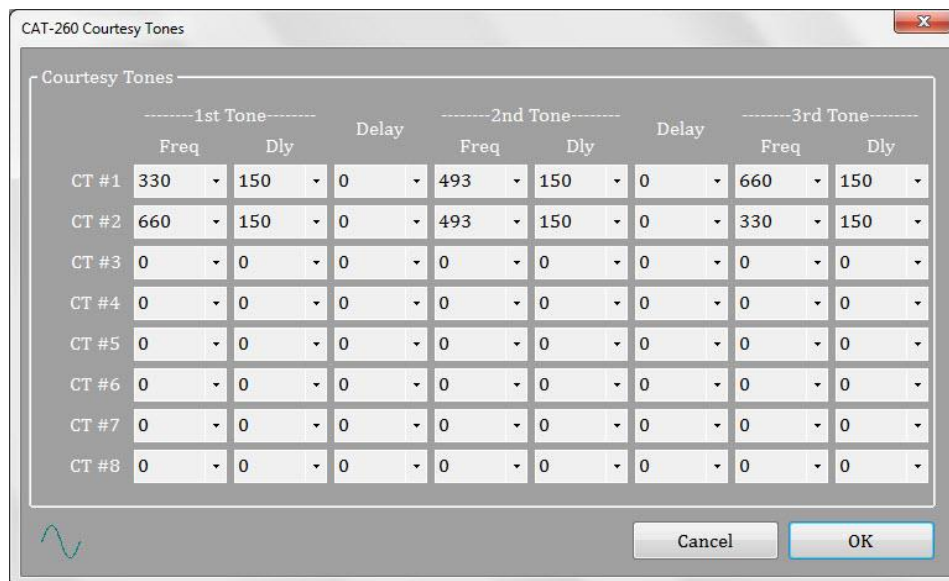 CAT-260 Courtesy Tones
Courtesy Tones
--------1st Tone-------- Delay --------2nd Tone-------- Delay --------3rd Tone--------
Freq Dly Freq Dly Freq Dly
CT #1 330 150 0 493 150 0 660 150
CT #2 660 150 0 493 150 0 330 150
CT #3 0 0 0 0 0 0 0 0
CT #4 0 0 0 0 0 0 0 0
CT #5 0 0 0 0 0 0 0 0
CT #6 0 0 0 0 0 0 0 0
CT #7 0 0 0 0 0 0 0 0
CT #8 0 0 0 0 0 0 0 0
Cancel OK